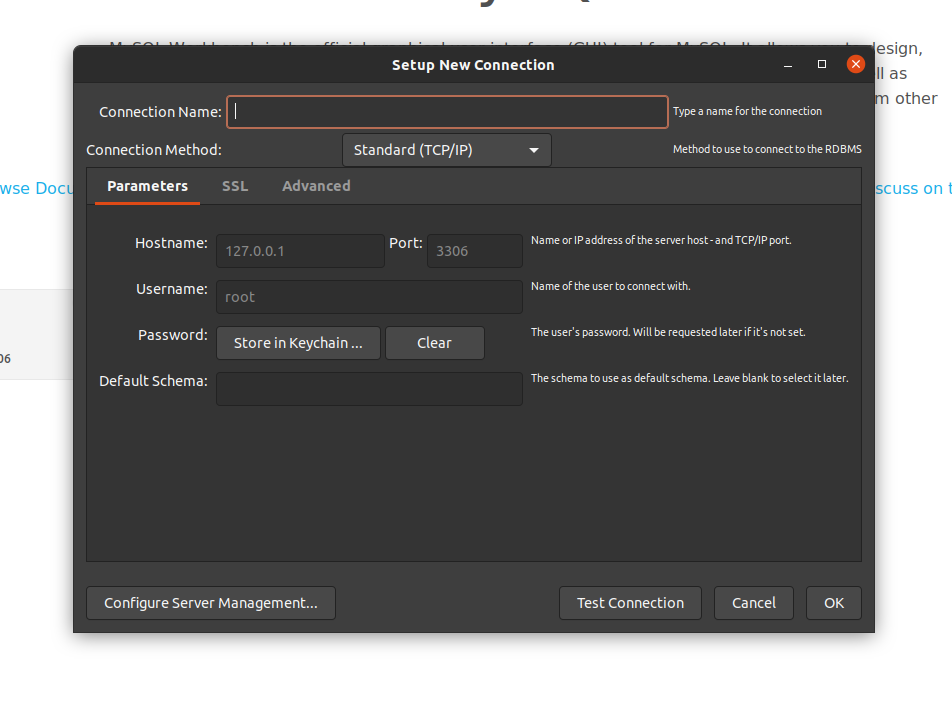 Setup New Connection
esign,
ll as
m other
Connection Name: Type a name for the connection
Connection Method: Standard (TCP/IP) Method to use to connect to the RDBMS
wse Docu
scuss on t
Parameters SSL Advanced
Hostname: 127.0.0.1 Port: 3306 Name or IP address of the server host - and TCP/IP port.
Username: root Name of the user to connect with.
Password: Store in Keychain ... Clear The user's password. Will be requested later if it's not set.
06
Default Schema: The schema to use as default schema. Leave blank to select it later.
Configure Server Management... Test Connection Cancel OK